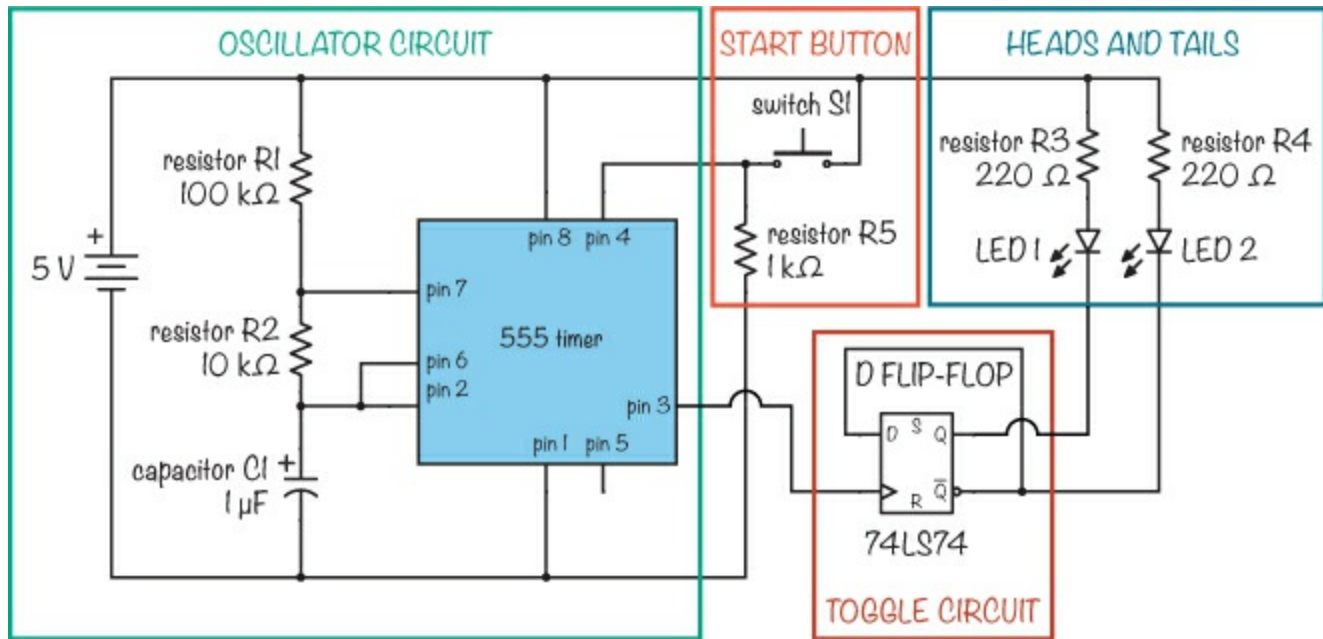 OSCILLATOR CIRCUIT
START BUTTON
HEADS AND TAILS
switch S1
resistor R1
100 kΩ
resistor R3
220 Ω
resistor R4
220 Ω
pin 8 pin 4
resistor R5
1 kΩ
LED 1
LED 2
+
5 V
pin 7
resistor R2
10 kΩ
555 timer
pin 6
pin 2
D FLIP-FLOP
pin 3
D S Q
pin 1 pin 5
capacitor C1 +
1 µF
R Q̅
74LS74
TOGGLE CIRCUIT